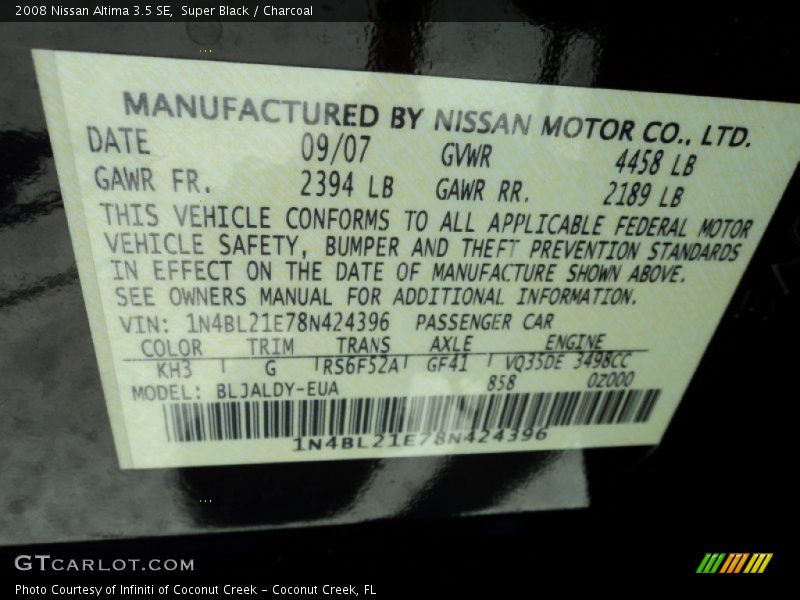 2008 Nissan Altima 3.5 SE, Super Black / Charcoal
MANUFACTURED BY NISSAN MOTOR CO., LTD.
DATE 09/07 GVWR 4458 LB
GAWR FR. 2394 LB GAWR RR. 2189 LB
THIS VEHICLE CONFORMS TO ALL APPLICABLE FEDERAL MOTOR
VEHICLE SAFETY, BUMPER AND THEFT PREVENTION STANDARDS
IN EFFECT ON THE DATE OF MANUFACTURE SHOWN ABOVE.
SEE OWNERS MANUAL FOR ADDITIONAL INFORMATION.
VIN: 1N4BL21E78N424396 PASSENGER CAR
COLOR TRIM TRANS AXLE ENGINE
KH3 G RS6F52A GF41 VQ35DE 3498CC
MODEL: BLJALDY-EUA 858 0Z000
1N4BL21E78N424396
GTCARLOT.COM
Photo Courtesy of Infiniti of Coconut Creek - Coconut Creek, FL